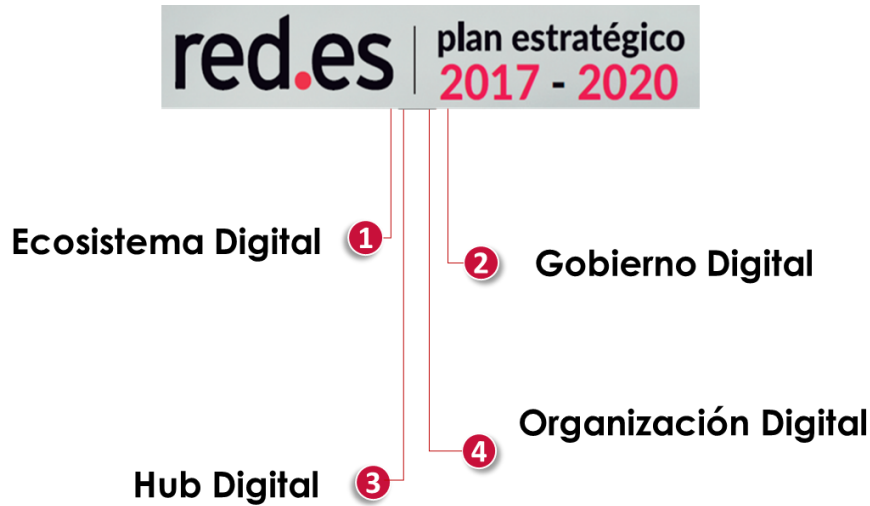 red.es | plan estratégico
2017 - 2020
Ecosistema Digital 1
2 Gobierno Digital
Hub Digital 3
4 Organización Digital